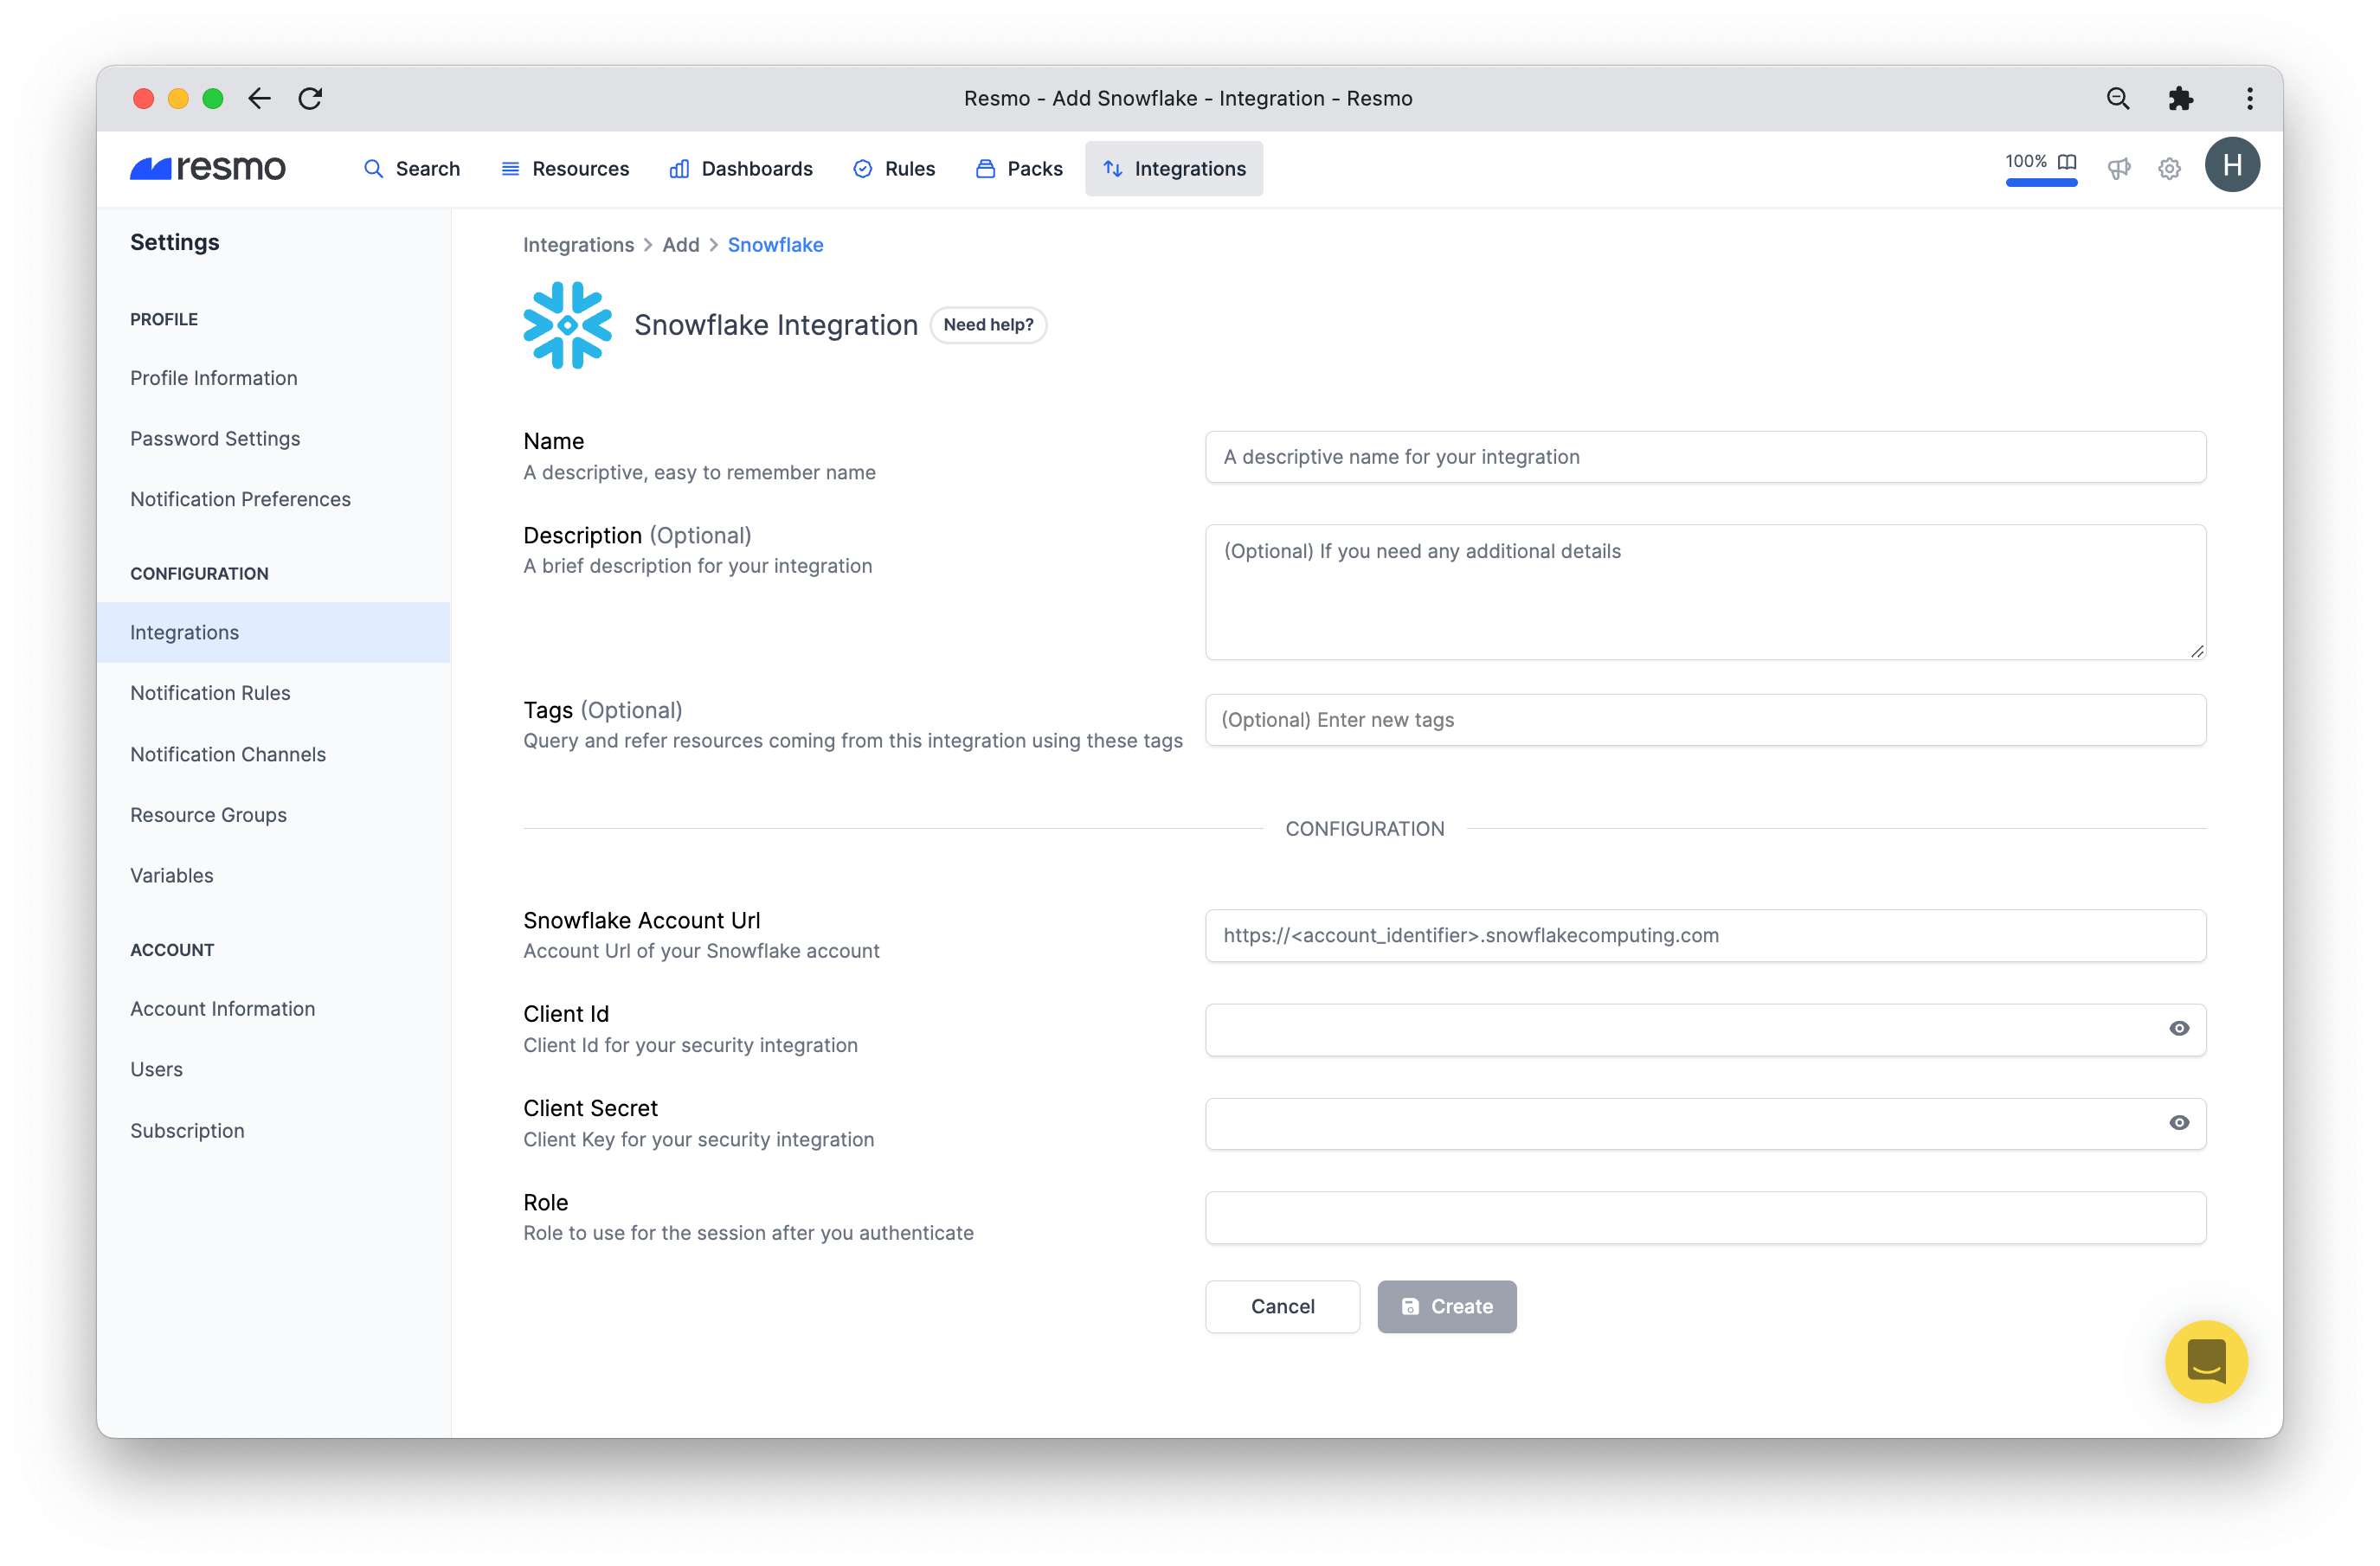 Resmo - Add Snowflake - Integration - Resmo
resmo
Search
Resources
Dashboards
Rules
Packs
Integrations
100%
H
Settings
PROFILE
Profile Information
Password Settings
Notification Preferences
CONFIGURATION
Integrations
Notification Rules
Notification Channels
Resource Groups
Variables
ACCOUNT
Account Information
Users
Subscription
Integrations > Add > Snowflake
Snowflake Integration
Need help?
Name
A descriptive, easy to remember name
A descriptive name for your integration
Description (Optional)
A brief description for your integration
(Optional) If you need any additional details
Tags (Optional)
Query and refer resources coming from this integration using these tags
(Optional) Enter new tags
CONFIGURATION
Snowflake Account Url
Account Url of your Snowflake account
https://<account_identifier>.snowflakecomputing.com
Client Id
Client Id for your security integration
Client Secret
Client Key for your security integration
Role
Role to use for the session after you authenticate
Cancel
Create